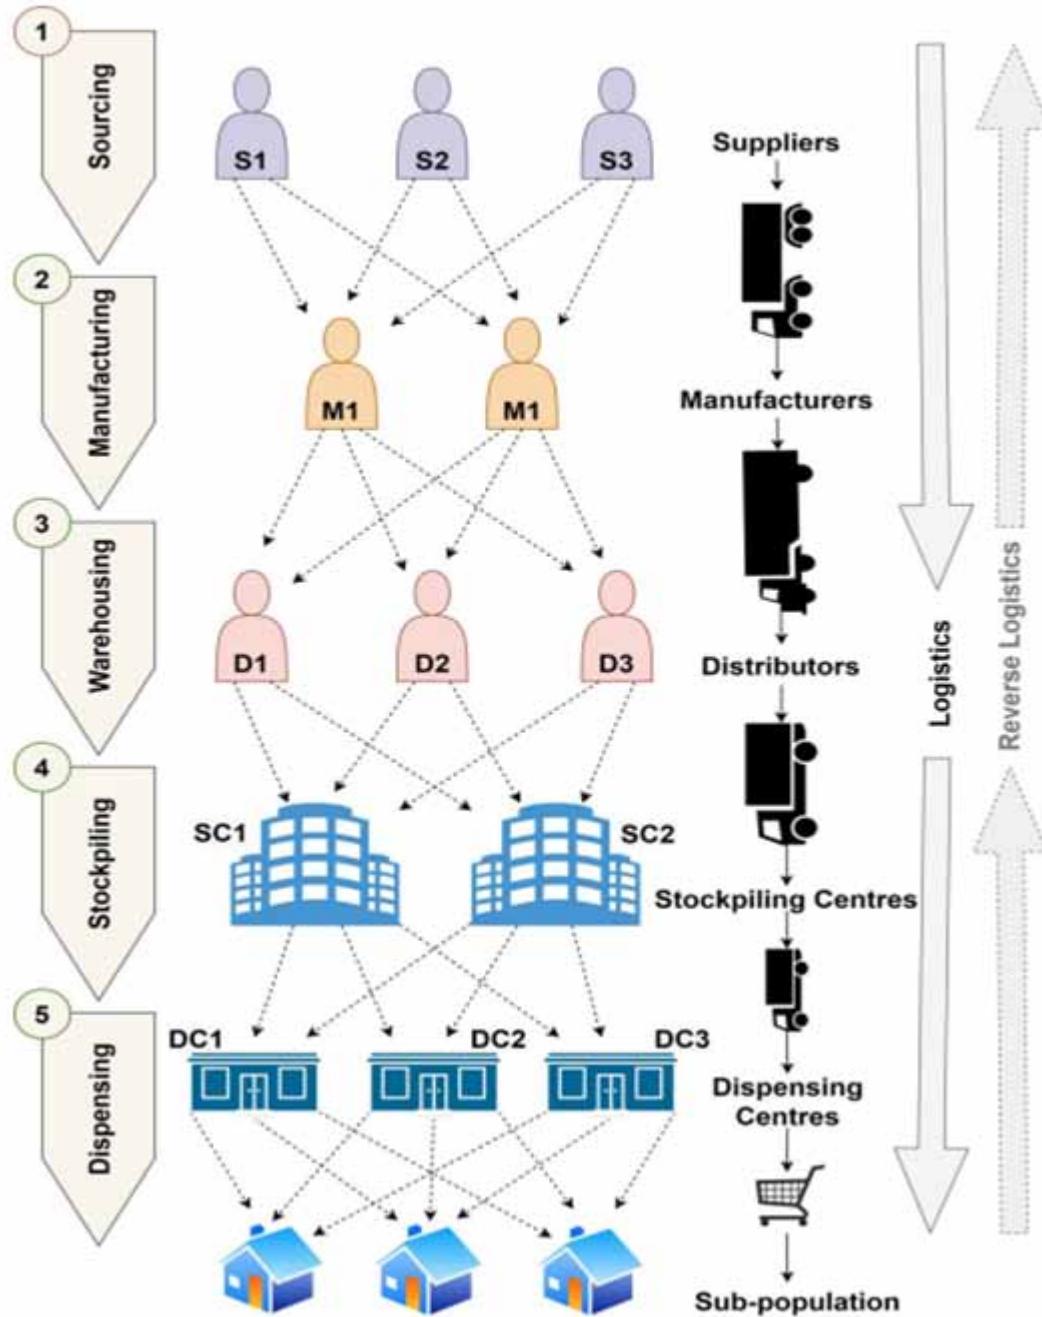 1
Sourcing
S1
S2
S3
Suppliers
2
Manufacturing
M1
M1
Manufacturers
3
Warehousing
D1
D2
D3
Distributors
Logistics
Reverse Logistics
4
Stockpiling
SC1
SC2
Stockpiling Centres
5
Dispensing
DC1
DC2
DC3
Dispensing
Centres
Sub-population